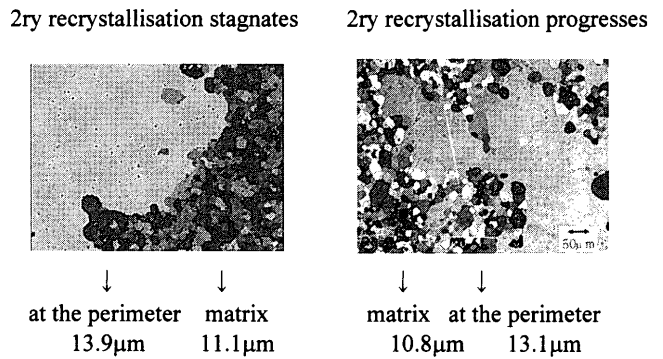 2ry recrystallisation stagnates
2ry recrystallisation progresses
50μm
↓ ↓ ↓ ↓
at the perimeter matrix matrix at the perimeter
13.9μm 11.1μm 10.8μm 13.1μm